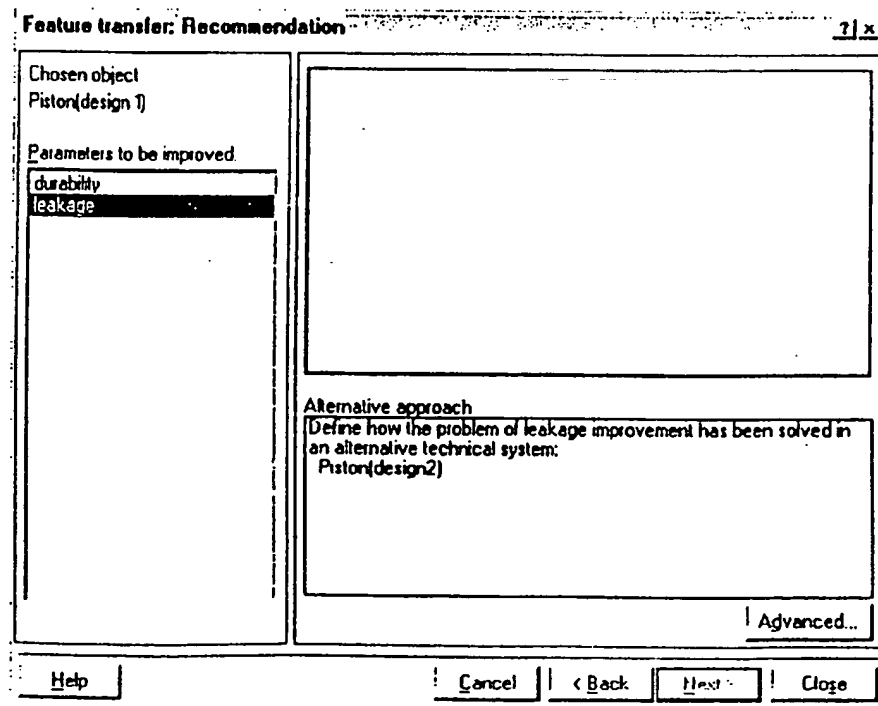 Feature transfer: Recommendation ? x
Chosen object
Piston(design 1)
Parameters to be improved.
durability
leakage
Alternative approach
Define how the problem of leakage improvement has been solved in
an alternative technical system:
Piston(design2)
Advanced...
Help Cancel < Back Next > Close